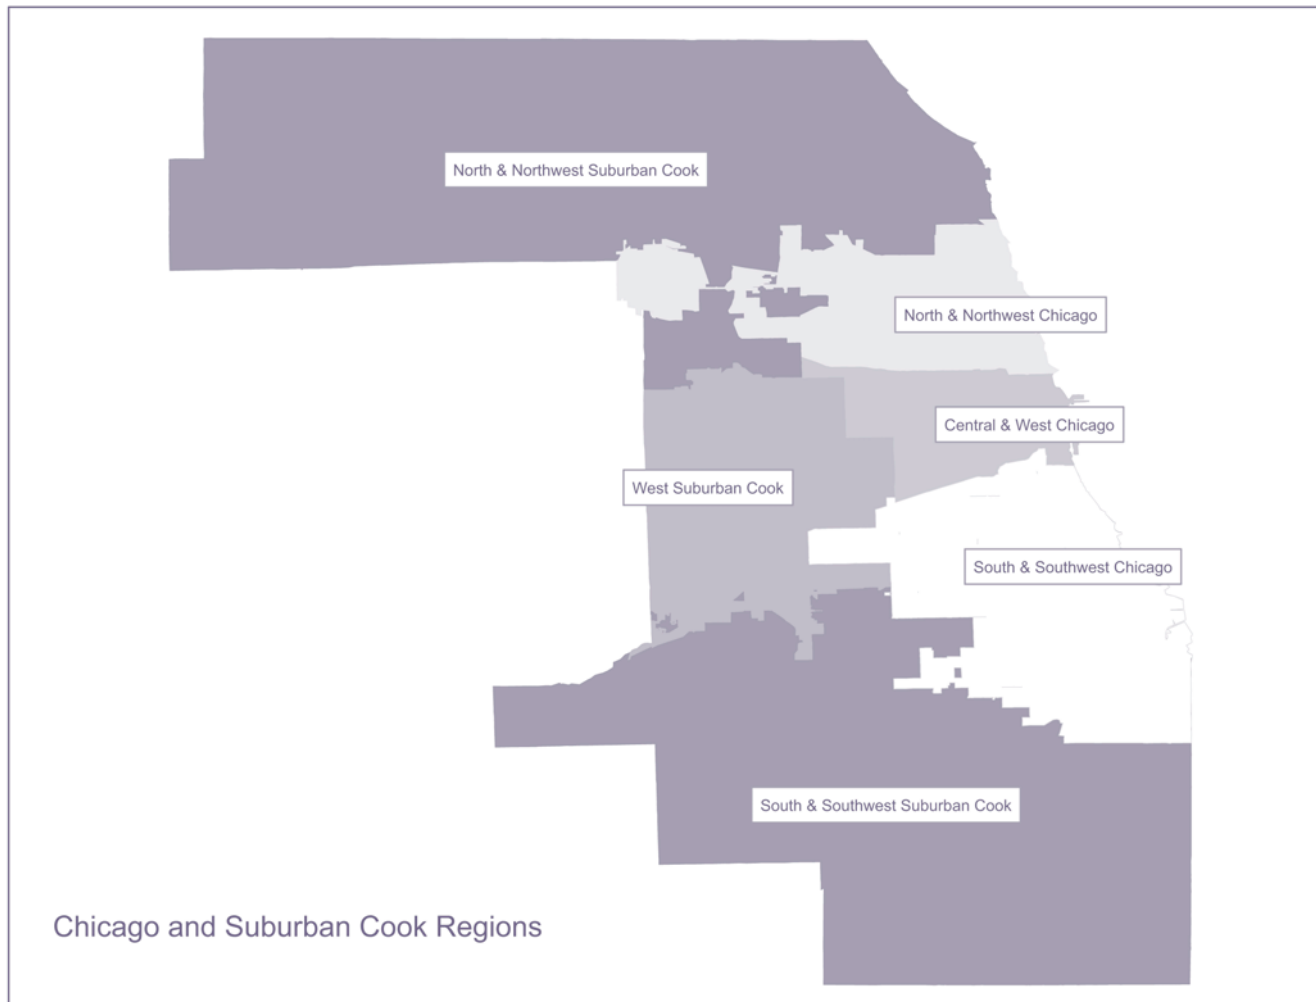 North & Northwest Suburban Cook
North & Northwest Chicago
Central & West Chicago
West Suburban Cook
South & Southwest Chicago
South & Southwest Suburban Cook
Chicago and Suburban Cook Regions